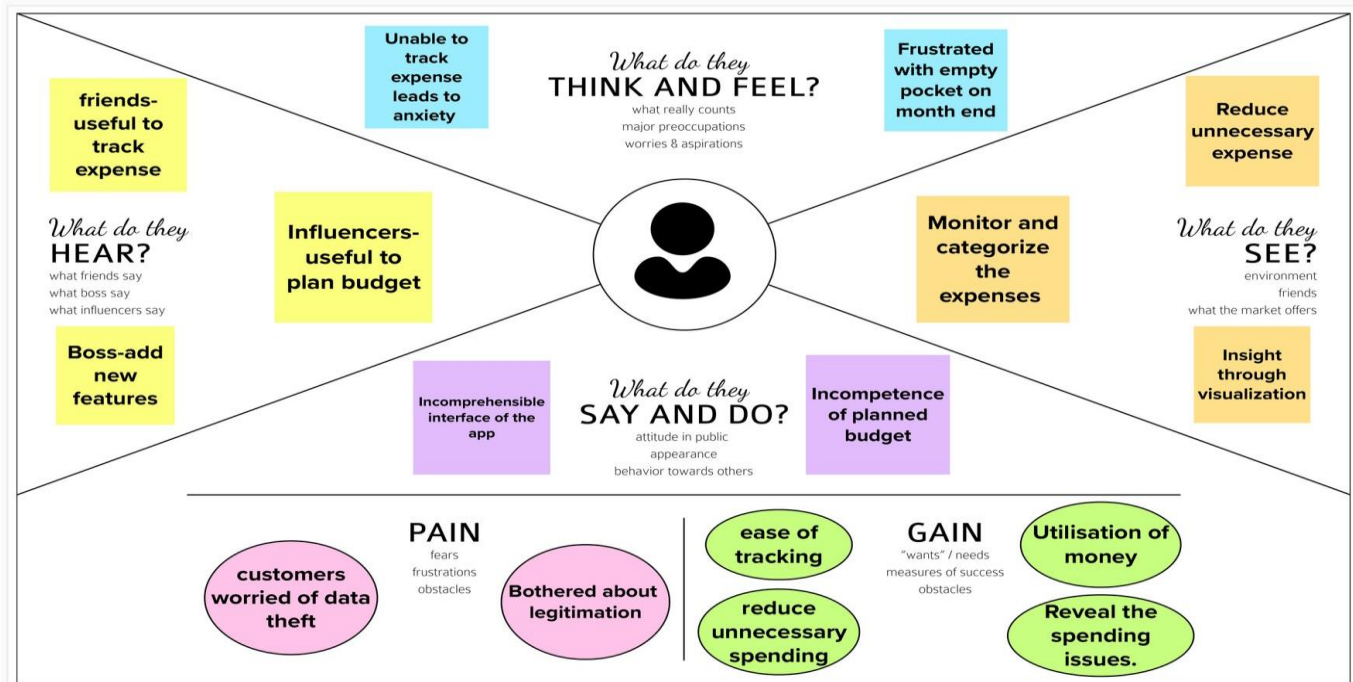 Unable to
track
expense
leads to
anxiety
What do they
THINK AND FEEL?
what really counts
major preoccupations
worries & aspirations
Frustrated
with empty
pocket on
month end
friends-
useful to
track
expense
Influencers-
useful to
plan budget
What do they
HEAR?
what friends say
what boss say
what influencers say
Boss-add
new
features
Reduce
unnecessary
expense
Monitor and
categorize
the
expenses
What do they
SEE?
environment
friends
what the market offers
Insight
through
visualization
Incomprehensible
interface of the
app
What do they
SAY AND DO?
attitude in public
appearance
behavior towards others
Incompetence
of planned
budget
PAIN
fears
frustrations
obstacles
customers
worried of data
theft
Bothered about
legitimation
GAIN
"wants" / needs
measures of success
obstacles
ease of
tracking
reduce
unnecessary
spending
Utilisation of
money
Reveal the
spending
issues.